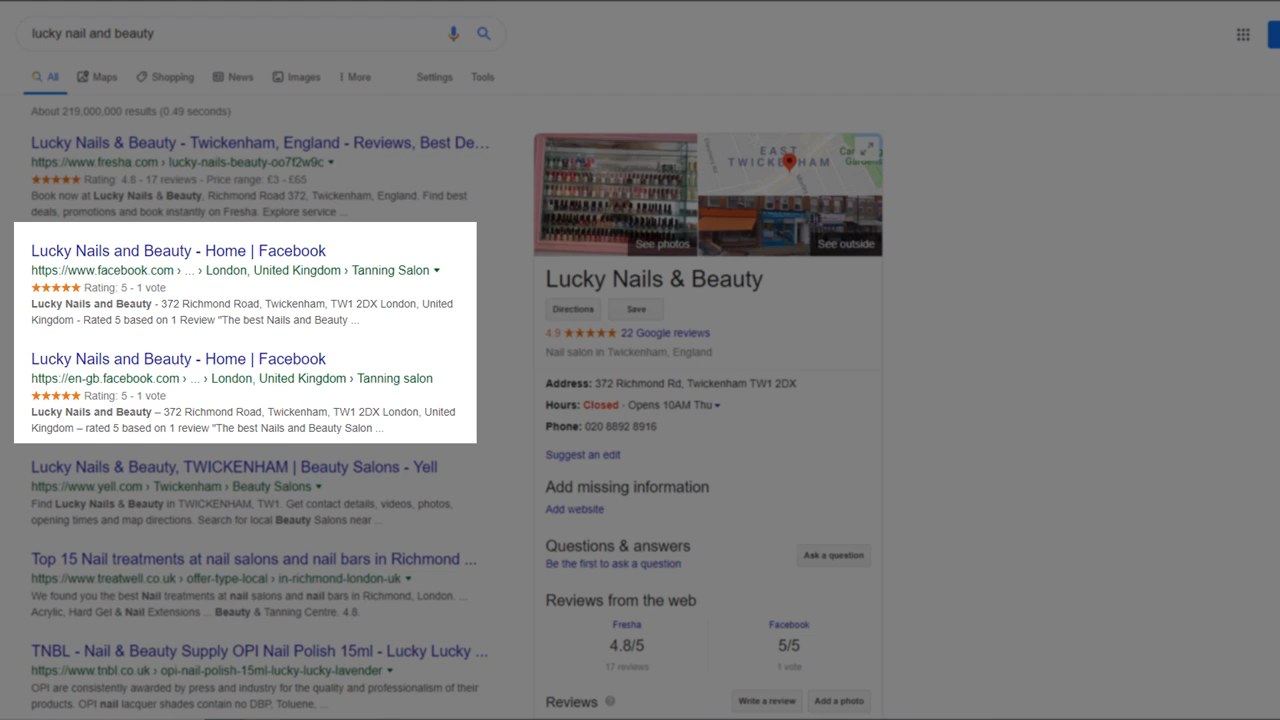 lucky nail and beauty
All Maps Shopping News Images More Settings Tools
About 219,000,000 results (0.49 seconds)
Lucky Nails & Beauty - Twickenham, England - Reviews, Best De...
https://www.fresha.com › lucky-nails-beauty-oo7f2w9c
Rating: 4.8 - 17 reviews - Price range: £3 - £65
Book now at Lucky Nails & Beauty, Richmond Road 372, Twickenham, England. Find best
deals, promotions and book instantly on Fresha. Explore service ...
Lucky Nails and Beauty - Home | Facebook
https://www.facebook.com › ... › London, United Kingdom › Tanning Salon
Rating: 5 - 1 vote
Lucky Nails and Beauty - 372 Richmond Road, Twickenham, TW1 2DX London, United
Kingdom - Rated 5 based on 1 Review "The best Nails and Beauty ...
Lucky Nails and Beauty - Home | Facebook
https://en-gb.facebook.com › ... › London, United Kingdom › Tanning salon
Rating: 5 - 1 vote
Lucky Nails and Beauty – 372 Richmond Road, Twickenham, TW1 2DX London, United
Kingdom – rated 5 based on 1 review "The best Nails and Beauty Salon ...
Lucky Nails & Beauty, TWICKENHAM | Beauty Salons - Yell
https://www.yell.com › Twickenham › Beauty Salons
Find Lucky Nails & Beauty in TWICKENHAM, TW1. Get contact details, videos, photos,
opening times and map directions. Search for local Beauty Salons near ...
Top 15 Nail treatments at nail salons and nail bars in Richmond ...
https://www.treatwell.co.uk › offer-type-local › in-richmond-london-uk
We found you the best Nail treatments at nail salons and nail bars in Richmond, London. ...
Acrylic, Hard Gel & Nail Extensions ... Beauty & Tanning Centre. 4.8.
TNBL - Nail & Beauty Supply OPI Nail Polish 15ml - Lucky Lucky ...
https://www.tnbl.co.uk › opi-nail-polish-15ml-lucky-lucky-lavender
OPI are consistently awarded by press and industry for the quality and professionalism of their
products. OPI nail lacquer shades contain no DBP, Toluene, ...
EAST
TWICKENHAM
See photos
See outside
Lucky Nails & Beauty
Directions Save
4.9 22 Google reviews
Nail salon in Twickenham, England
Address: 372 Richmond Rd, Twickenham TW1 2DX
Hours: Closed · Opens 10AM Thu
Phone: 020 8892 8916
Suggest an edit
Add missing information
Add website
Questions & answers
Be the first to ask a question
Ask a question
Reviews from the web
Fresha Facebook
4.8/5 5/5
17 reviews 1 vote
Reviews
Write a review Add a photo